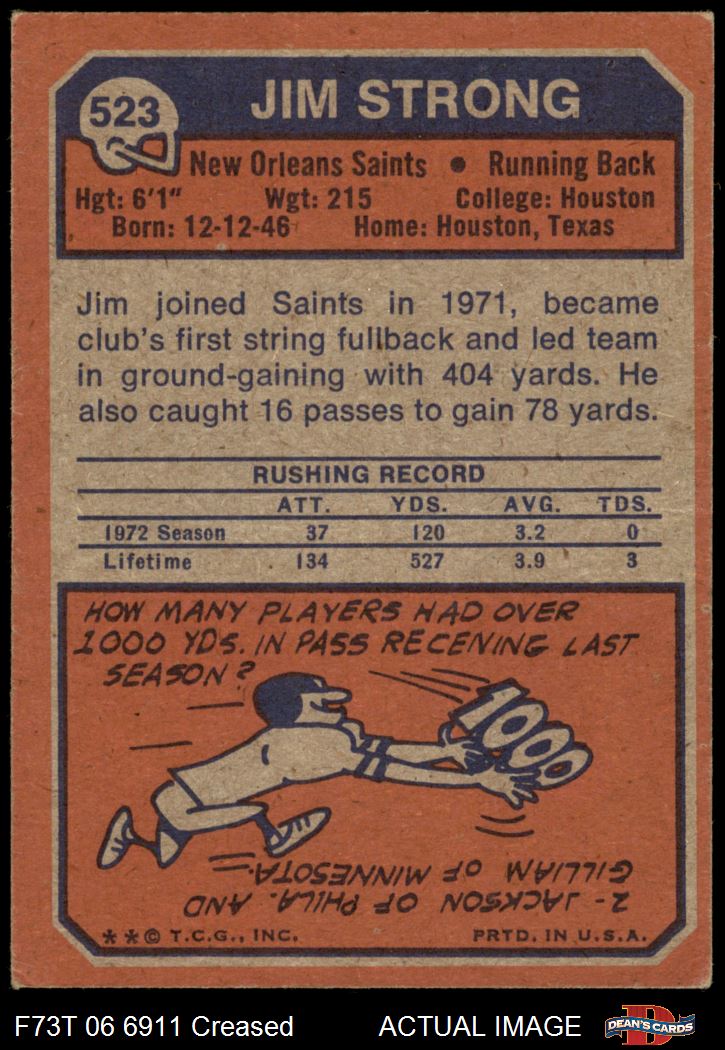 523
JIM STRONG
New Orleans Saints • Running Back
Hgt: 6'1" Wgt: 215 College: Houston
Born: 12-12-46 Home: Houston, Texas
Jim joined Saints in 1971, became
club's first string fullback and led team
in ground-gaining with 404 yards. He
also caught 16 passes to gain 78 yards.
RUSHING RECORD
ATT. YDS. AVG. TDS.
1972 Season 37 120 3.2 0
Lifetime 134 527 3.9 3
HOW MANY PLAYERS HAD OVER
1000 YDS. IN PASS RECEIVING LAST
SEASON?
1000
2 - JACKSON OF PHILA. AND
GILLIAM OF MINNESOTA.
**© T.C.G., INC. PRTD. IN U.S.A.
F73T 06 6911 Creased ACTUAL IMAGE
D
DEAN'S CARDS